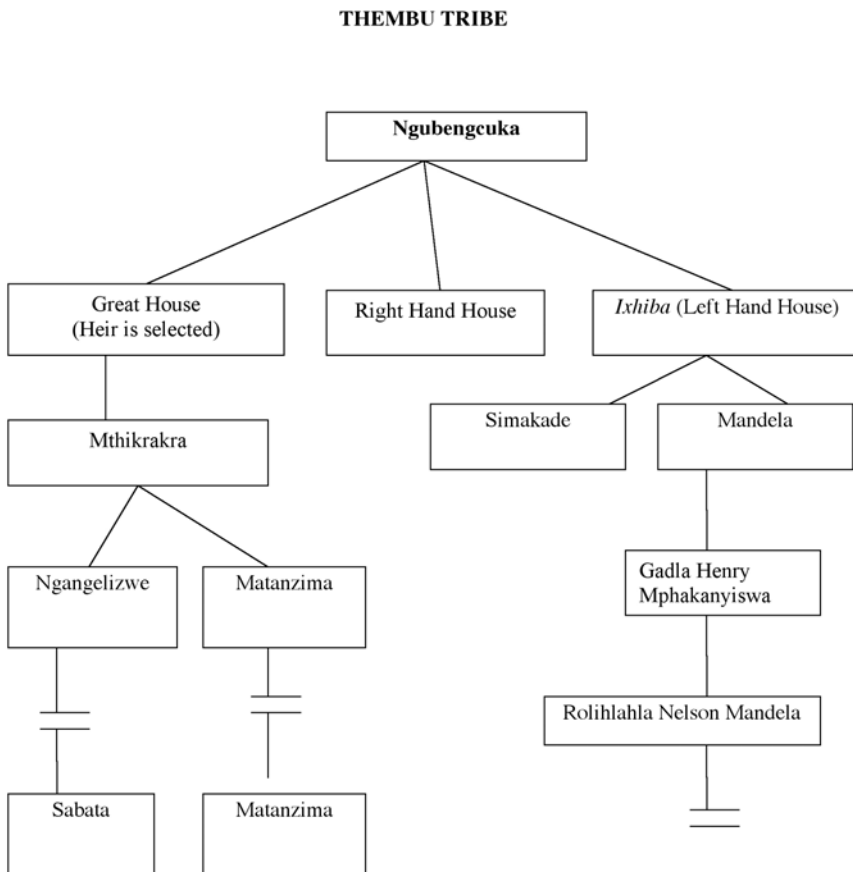 THEMBU TRIBE
Ngubengcuka
Great House
(Heir is selected)
Right Hand House
Ixhiba (Left Hand House)
Simakade
Mandela
Mthikrakra
Ngangelizwe
Matanzima
Gadla Henry
Mphakanyiswa
Rolihlahla Nelson Mandela
Sabata
Matanzima